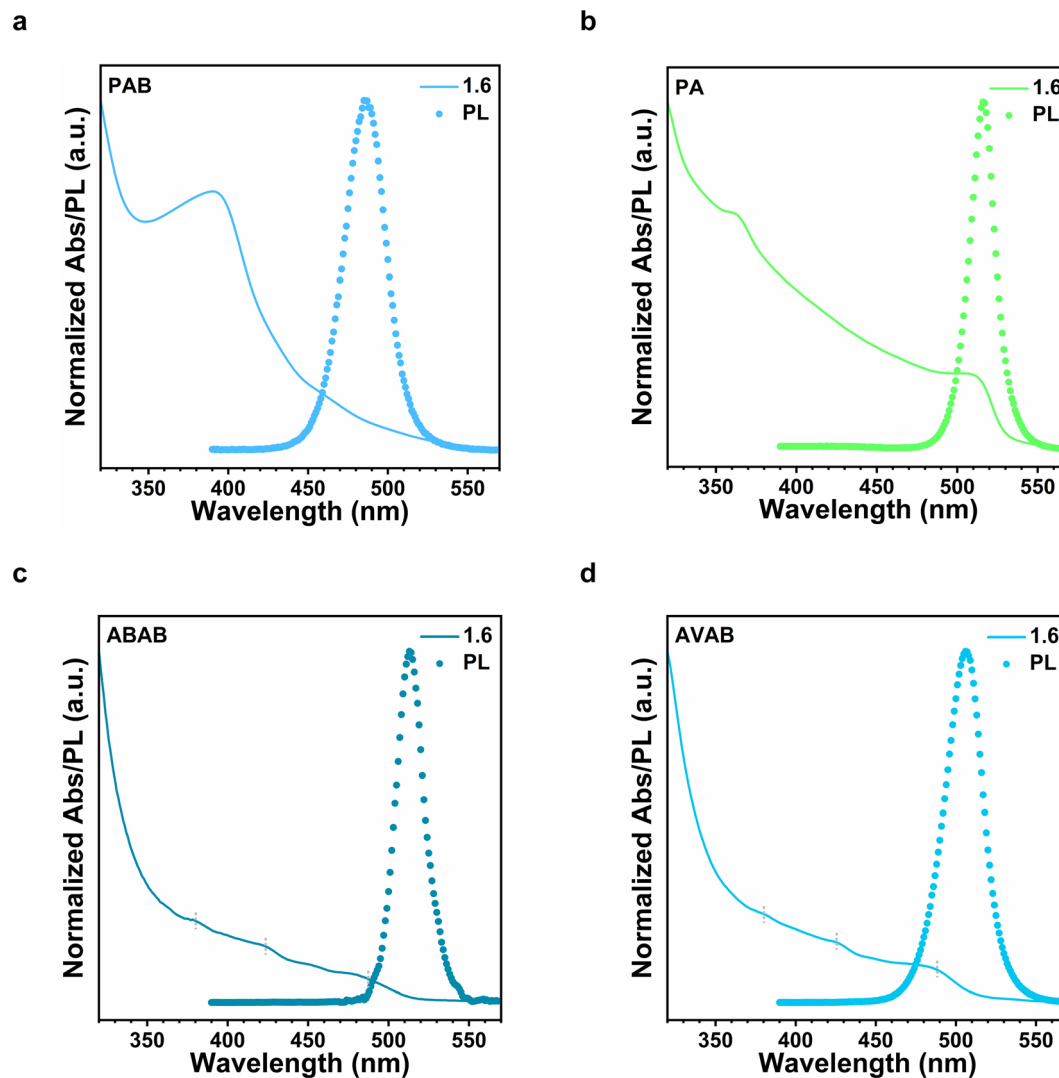 a
PAB
1.6
PL
Normalized Abs/PL (a.u.)
350 400 450 500 550
Wavelength (nm)
b
PA
1.6
PL
Normalized Abs/PL (a.u.)
350 400 450 500 550
Wavelength (nm)
c
ABAB
1.6
PL
Normalized Abs/PL (a.u.)
350 400 450 500 550
Wavelength (nm)
d
AVAB
1.6
PL
Normalized Abs/PL (a.u.)
350 400 450 500 550
Wavelength (nm)